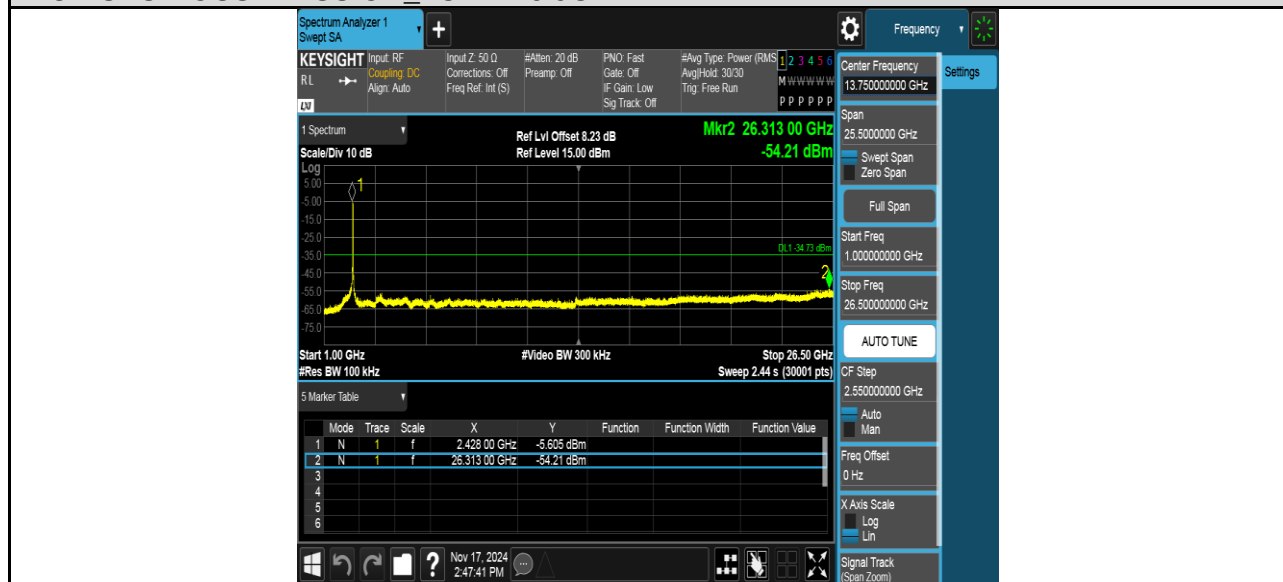 Spectrum Analyzer 1
Swept SA
+
Frequency
KEYSIGHT
RL
LXI
Input: RF
Coupling: DC
Align: Auto
Input Z: 50 Ω
Corrections: Off
Freq Ref: Int (S)
#Atten: 20 dB
Preamp: Off
PNO: Fast
Gate: Off
IF Gain: Low
Sig Track: Off
#Avg Type: Power (RMS
Avg|Hold: 30/30
Trig: Free Run
1 2 3 4 5 6
M W W W W W
P P P P P P
1 Spectrum
Scale/Div 10 dB
Ref Lvl Offset 8.23 dB
Ref Level 15.00 dBm
Mkr2 26.313 00 GHz
-54.21 dBm
Log
5.00
-5.00
-15.0
-25.0
-35.0
-45.0
-55.0
-65.0
-75.0
1
DL1 -34.73 dBm
2
Start 1.00 GHz
#Res BW 100 kHz
#Video BW 300 kHz
Stop 26.50 GHz
Sweep 2.44 s (30001 pts)
5 Marker Table
Mode Trace Scale X Y Function Function Width Function Value
1 N 1 f 2.428 00 GHz -5.605 dBm
2 N 1 f 26.313 00 GHz -54.21 dBm
3
4
5
6
?
Nov 17, 2024
2:47:41 PM
Center Frequency
13.750000000 GHz
Settings
Span
25.5000000 GHz
Swept Span
Zero Span
Full Span
Start Freq
1.000000000 GHz
Stop Freq
26.500000000 GHz
AUTO TUNE
CF Step
2.550000000 GHz
Auto
Man
Freq Offset
0 Hz
X Axis Scale
Log
Lin
Signal Track
(Span Zoom)